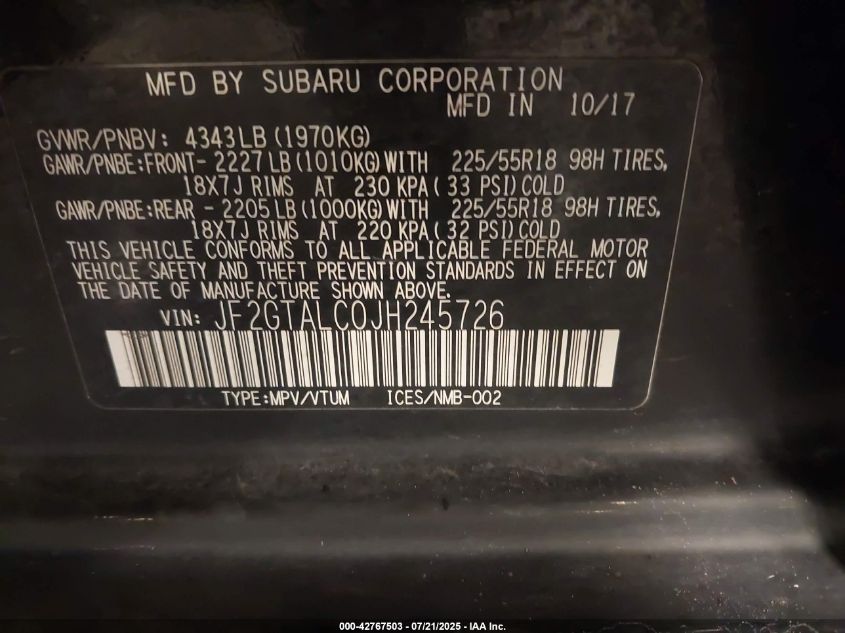 MFD BY SUBARU CORPORATION
MFD IN 10/17
GVWR/PNBV: 4343LB (1970KG)
GAWR/PNBE:FRONT- 2227LB (1010KG) WITH 225/55R18 98H TIRES,
18X7J RIMS AT 230 KPA (33 PSI) COLD
GAWR/PNBE:REAR - 2205LB (1000KG) WITH 225/55R18 98H TIRES,
18X7J RIMS AT 220 KPA (32 PSI) COLD
THIS VEHICLE CONFORMS TO ALL APPLICABLE FEDERAL MOTOR
VEHICLE SAFETY AND THEFT PREVENTION STANDARDS IN EFFECT ON
THE DATE OF MANUFACTURE SHOWN ABOVE.
VIN: JF2GTALC0JH245726
TYPE:MPV/VTUM ICES/NMB-002
000-42767503 - 07/21/2025 - IAA Inc.